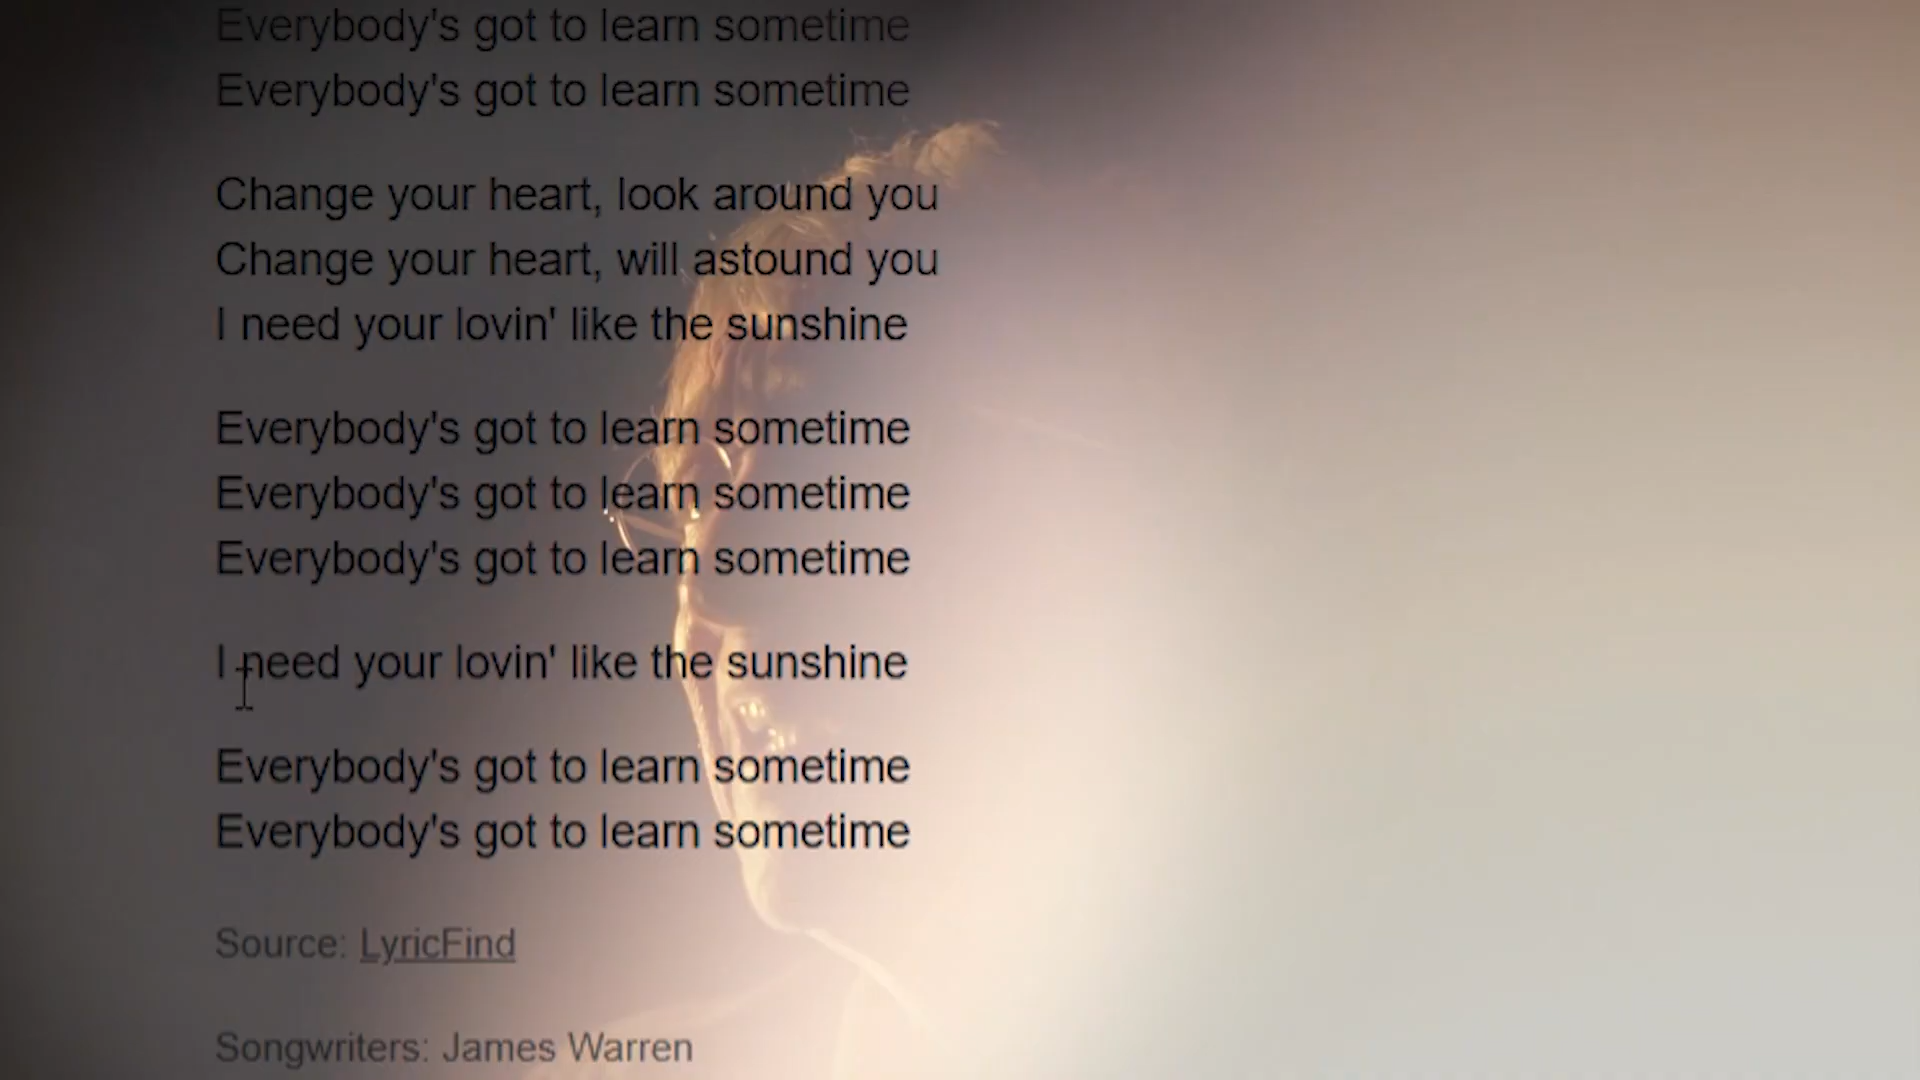 Everybody's got to learn sometime
Everybody's got to learn sometime
Change your heart, look around you
Change your heart, will astound you
I need your lovin' like the sunshine
Everybody's got to learn sometime
Everybody's got to learn sometime
Everybody's got to learn sometime
I need your lovin' like the sunshine
Everybody's got to learn sometime
Everybody's got to learn sometime
Source: LyricFind
Songwriters: James Warren